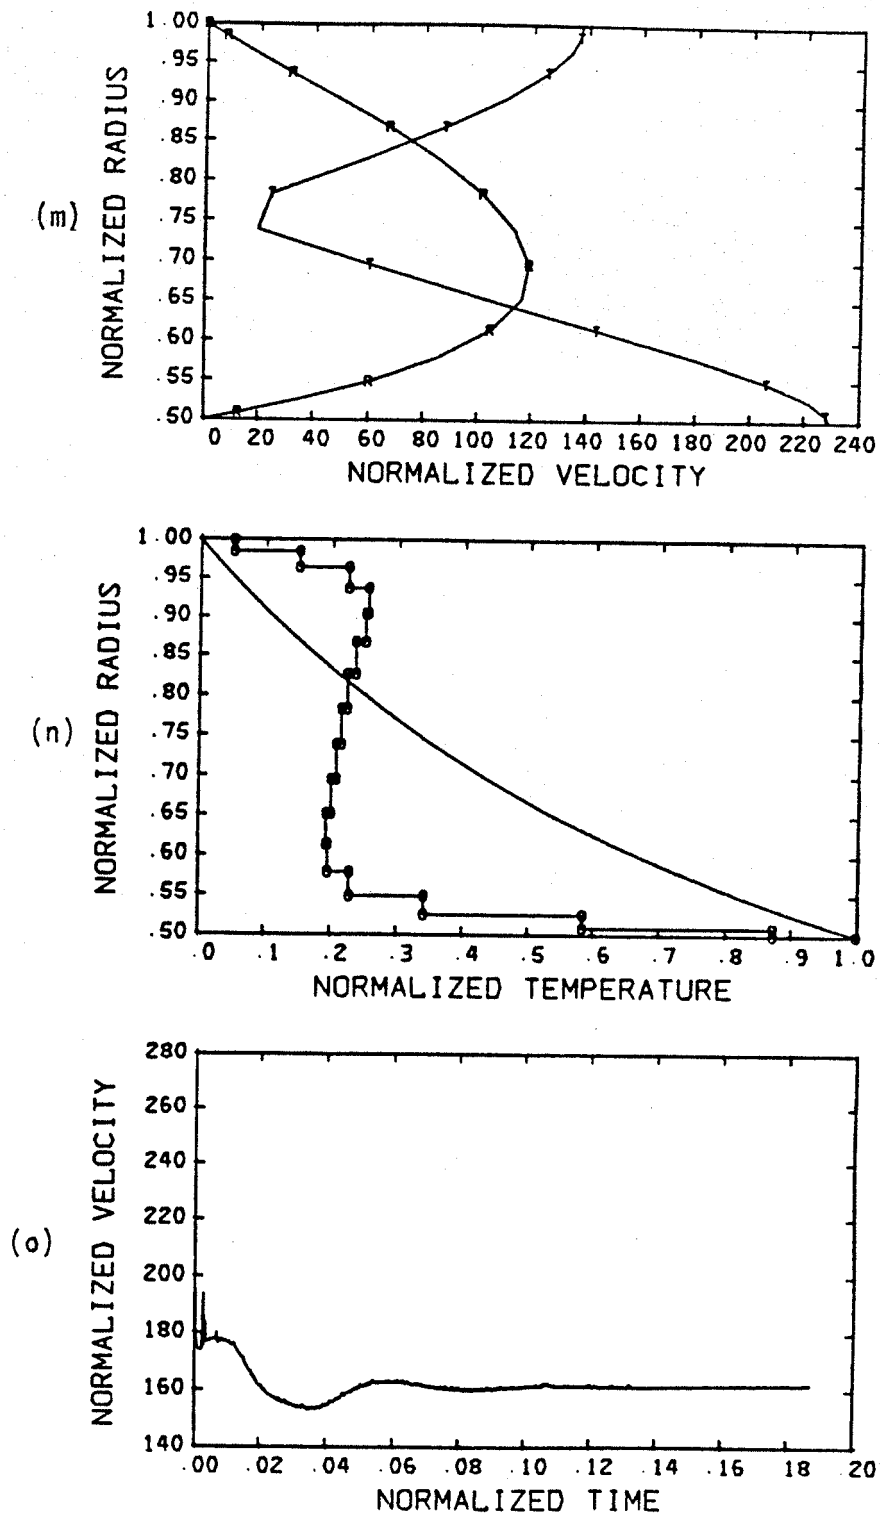 (m)
NORMALIZED RADIUS
1.00
.95
.90
.85
.80
.75
.70
.65
.60
.55
.50
0 20 40 60 80 100 120 140 160 180 200 220 240
NORMALIZED VELOCITY
(n)
NORMALIZED RADIUS
1.00
.95
.90
.85
.80
.75
.70
.65
.60
.55
.50
.0 .1 .2 .3 .4 .5 .6 .7 .8 .9 1.0
NORMALIZED TEMPERATURE
(o)
NORMALIZED VELOCITY
280
260
240
220
200
180
160
140
.00 .02 .04 .06 .08 .10 .12 .14 .16 .18 .20
NORMALIZED TIME